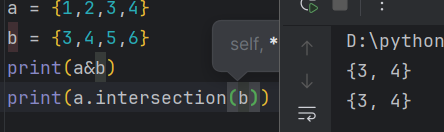 a = {1,2,3,4}
b = {3,4,5,6}
print(a&b)
print(a.intersection(b))
self, *
D:\python
{3, 4}
{3, 4}